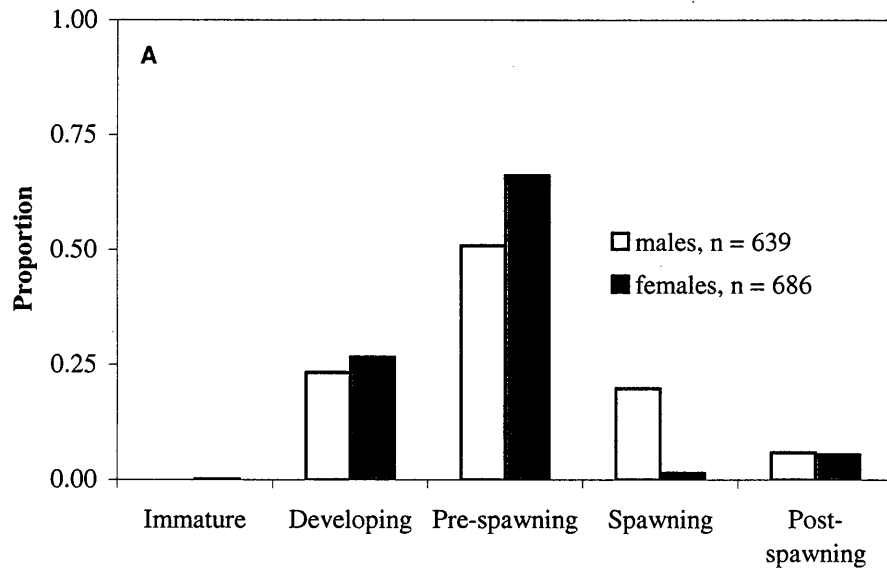 1.00
A
0.75
Proportion
0.50
males, n = 639
females, n = 686
0.25
0.00
Immature
Developing
Pre-spawning
Spawning
Post-
spawning